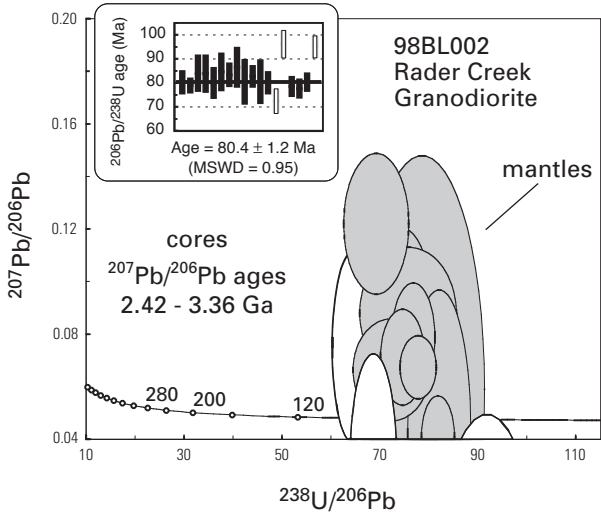 0.20
0.16
0.12
0.08
0.04
²⁰⁷Pb/²⁰⁶Pb
10
30
50
70
90
110
²³⁸U/²⁰⁶Pb
²⁰⁶Pb/²³⁸U age (Ma)
100
90
80
70
60
Age = 80.4 ± 1.2 Ma
(MSWD = 0.95)
98BL002
Rader Creek
Granodiorite
mantles
cores
²⁰⁷Pb/²⁰⁶Pb ages
2.42 - 3.36 Ga
280
200
120